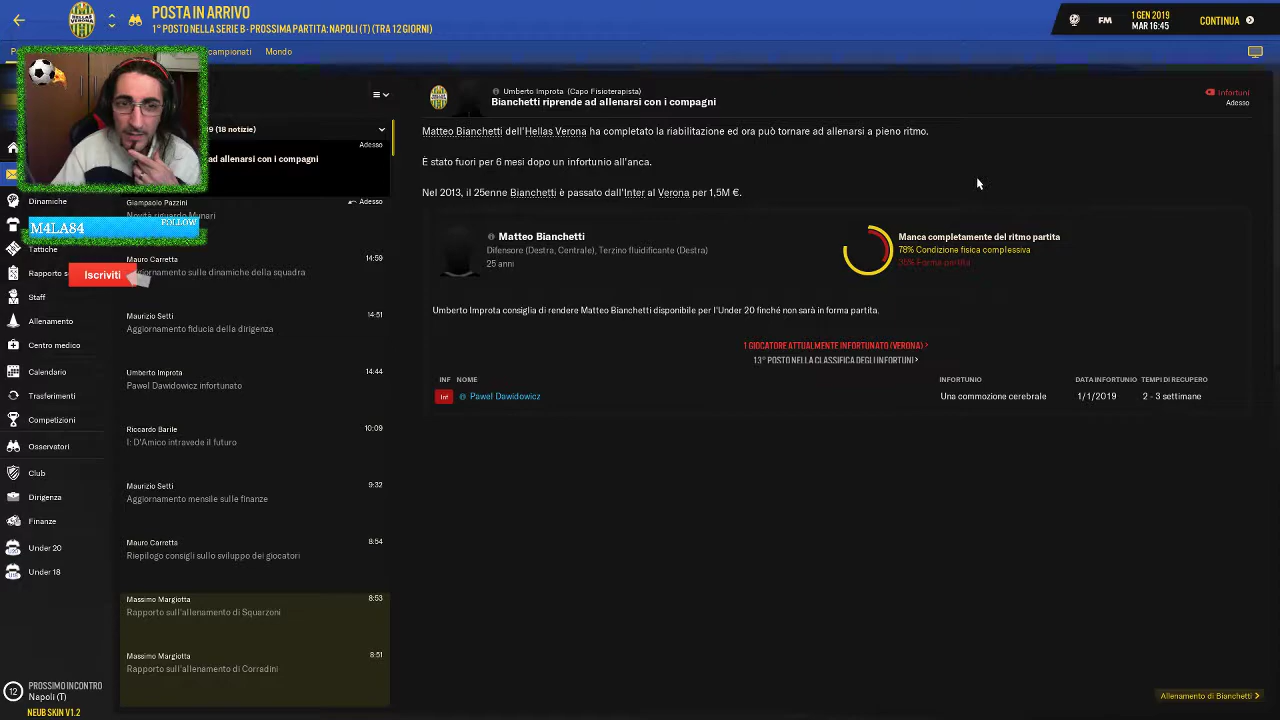 POSTA IN ARRIVO
1° POSTO NELLA SERIE B - PROSSIMA PARTITA: NAPOLI (T) (TRA 12 GIORNI)
FM
1 GEN 2019
MAR 16:45
CONTINUA
campionati
Mondo
9 (18 notizie)
Adesso
ad allenarsi con i compagni
Giampaolo Pazzini
Adesso
Novità riguardo Munari
M4LA84
FOLLOW
Iscriviti
Mauro Carretta
14:59
Aggiornamento sulle dinamiche della squadra
Maurizio Setti
14:51
Aggiornamento fiducia della dirigenza
Umberto Improta
14:44
Pawel Dawidowicz infortunato
Riccardo Barile
10:09
I: D'Amico intravede il futuro
Maurizio Setti
9:32
Aggiornamento mensile sulle finanze
Mauro Carretta
8:54
Riepilogo consigli sullo sviluppo dei giocatori
Massimo Margiotta
8:53
Rapporto sull'allenamento di Squarzoni
Massimo Margiotta
8:51
Rapporto sull'allenamento di Corradini
Dinamiche
Tattiche
Rapporto s
Staff
Allenamento
Centro medico
Calendario
Trasferimenti
Competizioni
Osservatori
Club
Dirigenza
Finanze
Under 20
Under 18
12
PROSSIMO INCONTRO
Napoli (T)
NEUB SKIN V1.2
Umberto Improta (Capo Fisioterapista)
Bianchetti riprende ad allenarsi con i compagni
Infortuni
Adesso
Matteo Bianchetti dell'Hellas Verona ha completato la riabilitazione ed ora può tornare ad allenarsi a pieno ritmo.
È stato fuori per 6 mesi dopo un infortunio all'anca.
Nel 2013, il 25enne Bianchetti è passato dall'Inter al Verona per 1,5M €.
Matteo Bianchetti
Difensore (Destra, Centrale), Terzino fluidificante (Destra)
25 anni
Manca completamente del ritmo partita
78% Condizione fisica complessiva
35% Forma partita
Umberto Improta consiglia di rendere Matteo Bianchetti disponibile per l'Under 20 finché non sarà in forma partita.
1 GIOCATORE ATTUALMENTE INFORTUNATO (VERONA) >
13° POSTO NELLA CLASSIFICA DEGLI INFORTUNI >
INF NOME INFORTUNIO DATA INFORTUNIO TEMPI DI RECUPERO
Inf Pawel Dawidowicz Una commozione cerebrale 1/1/2019 2 - 3 settimane
Allenamento di Bianchetti >